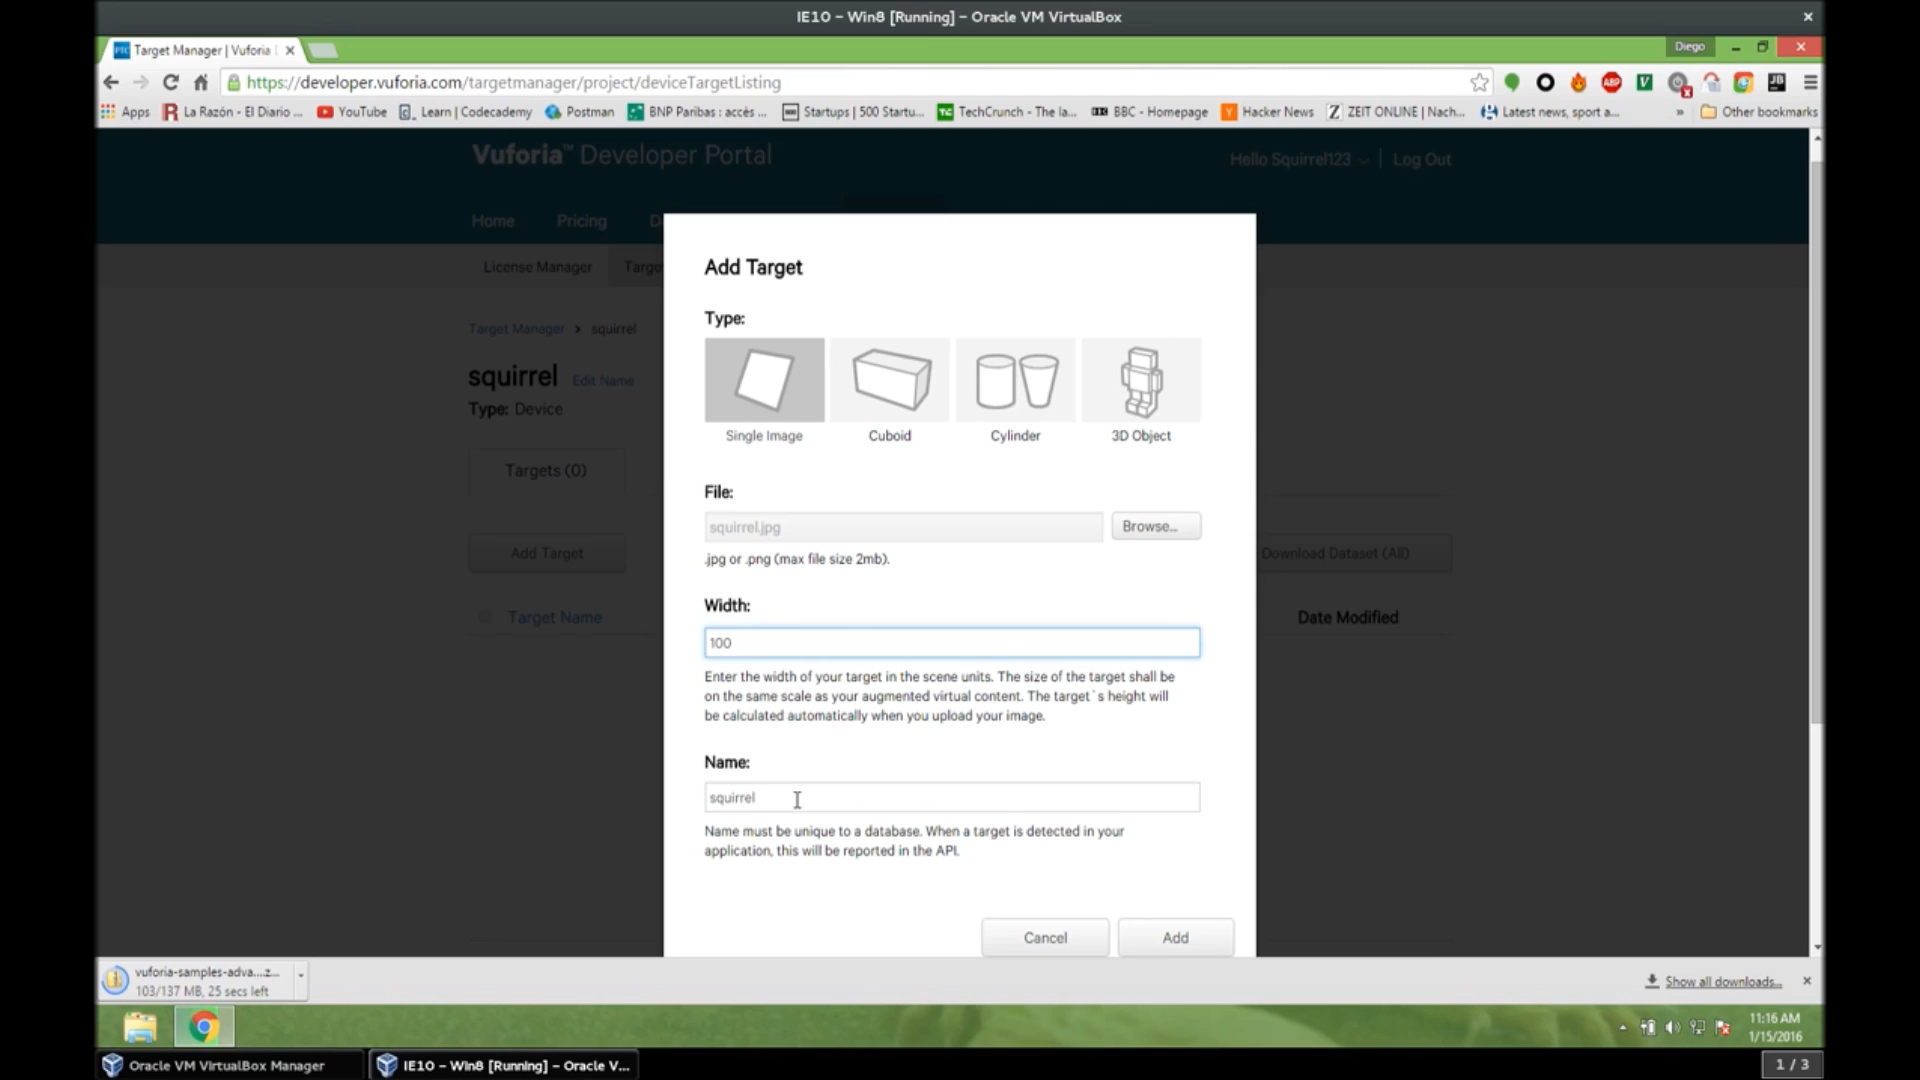 IE10 – Win8 [Running] – Oracle VM VirtualBox
Target Manager | Vuforia
Diego
https://developer.vuforia.com/targetmanager/project/deviceTargetListing
Apps La Razón - El Diario ... YouTube Learn | Codecademy Postman BNP Paribas : accès ... Startups | 500 Startu... TechCrunch - The la... BBC - Homepage Hacker News ZEIT ONLINE | Nach... Latest news, sport a... » Other bookmarks
Vuforia™ Developer Portal
Hello Squirrel123 | Log Out
Home Pricing D
License Manager Targe
Target Manager > squirrel
squirrel Edit Name
Type: Device
Targets (0)
Add Target
Download Dataset (All)
Target Name
Date Modified
Add Target
Type:
Single Image Cuboid Cylinder 3D Object
File:
squirrel.jpg Browse...
.jpg or .png (max file size 2mb).
Width:
100
Enter the width of your target in the scene units. The size of the target shall be
on the same scale as your augmented virtual content. The target`s height will
be calculated automatically when you upload your image.
Name:
squirrel
Name must be unique to a database. When a target is detected in your
application, this will be reported in the API.
Cancel Add
vuforia-samples-adva....z...
103/137 MB, 25 secs left
Show all downloads...
11:16 AM
1/15/2016
Oracle VM VirtualBox Manager
IE10 – Win8 [Running] – Oracle V...
1 / 3